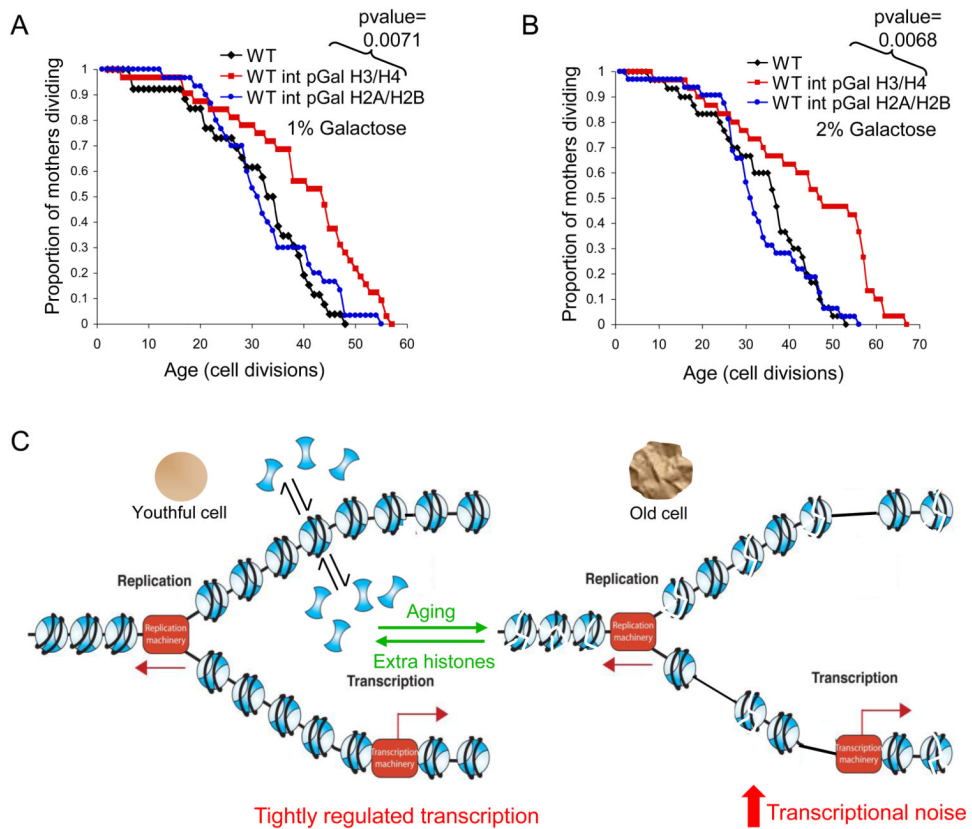 A
pvalue=
0.0071
WT
WT int pGal H3/H4
WT int pGal H2A/H2B
1% Galactose
Proportion of mothers dividing
1
0.9
0.8
0.7
0.6
0.5
0.4
0.3
0.2
0.1
0
0 10 20 30 40 50 60
Age (cell divisions)
B
pvalue=
0.0068
WT
WT int pGal H3/H4
WT int pGal H2A/H2B
2% Galactose
Proportion of mothers dividing
1
0.9
0.8
0.7
0.6
0.5
0.4
0.3
0.2
0.1
0
0 10 20 30 40 50 60 70
Age (cell divisions)
C
Youthful cell
Replication
Replication
machinery
Transcription
Transcription
machinery
Tightly regulated transcription
Aging
Extra histones
Old cell
Replication
Replication
machinery
Transcription
Transcription
machinery
Transcriptional noise